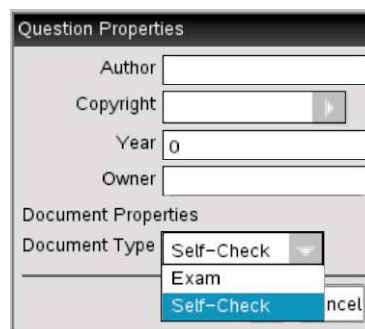 Question Properties
Author
Copyright
Year 0
Owner
Document Properties
Document Type Self-Check
Exam
Self-Check ncel